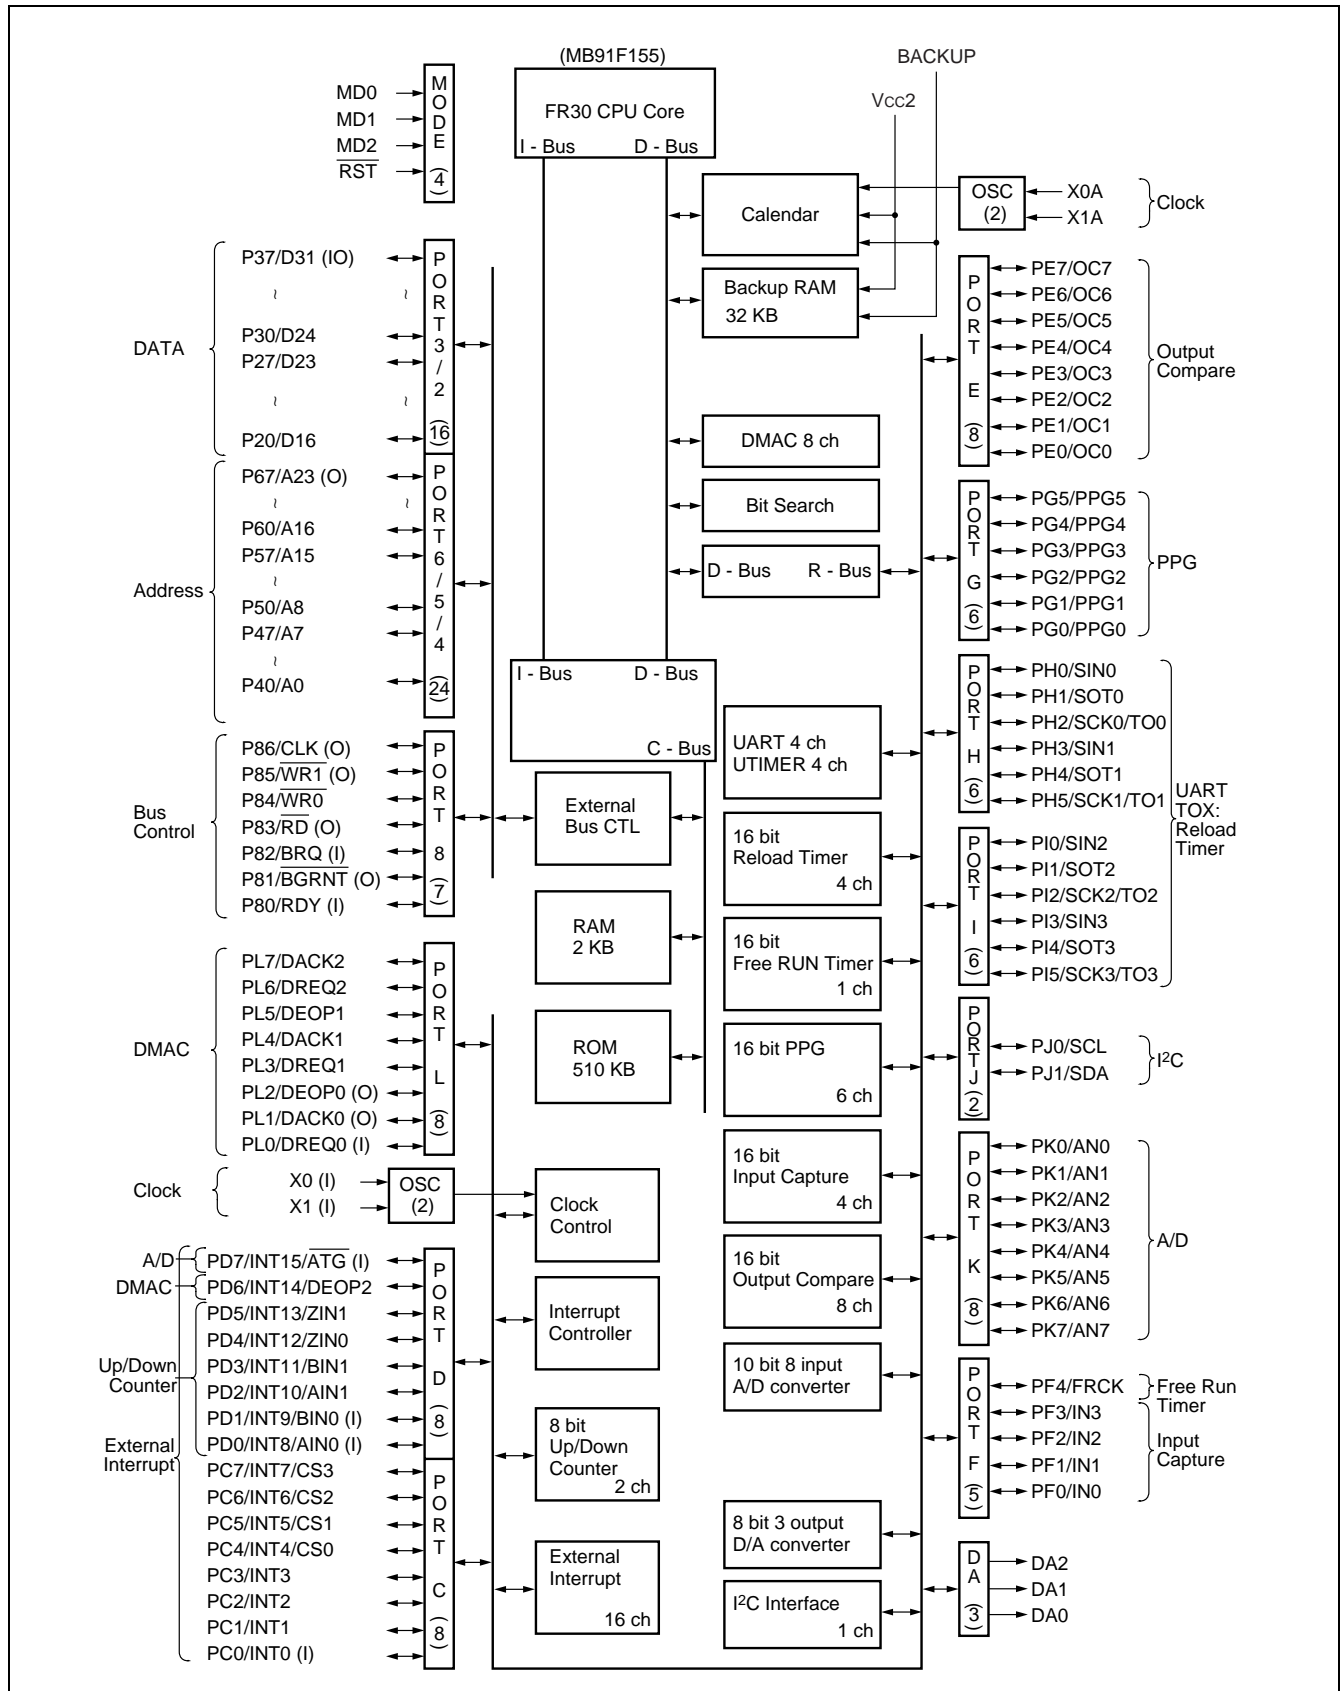 (MB91F155)
BACKUP
VCC2
FR30 CPU Core
I - Bus
D - Bus
MD0
MD1
MD2
RST
MODE (4)
Calendar
OSC
(2)
X0A
X1A
Clock
Backup RAM
32 KB
DATA
P37/D31 (IO)
~ ~
P30/D24
P27/D23
~ ~
P20/D16
PORT3/2 (16)
Address
P67/A23 (O)
~ ~
P60/A16
P57/A15
~
P50/A8
P47/A7
~
P40/A0
PORT6/5/4 (24)
DMAC 8 ch
Bit Search
D - Bus R - Bus
I - Bus D - Bus
C - Bus
Bus
Control
P86/CLK (O)
P85/WR1 (O)
P84/WR0
P83/RD (O)
P82/BRQ (I)
P81/BGRNT (O)
P80/RDY (I)
PORT 8 (7)
External
Bus CTL
RAM
2 KB
ROM
510 KB
DMAC
PL7/DACK2
PL6/DREQ2
PL5/DEOP1
PL4/DACK1
PL3/DREQ1
PL2/DEOP0 (O)
PL1/DACK0 (O)
PL0/DREQ0 (I)
PORT L (8)
Clock
X0 (I)
X1 (I)
OSC
(2)
Clock
Control
A/D
DMAC
Up/Down
Counter
External
Interrupt
PD7/INT15/ATG (I)
PD6/INT14/DEOP2
PD5/INT13/ZIN1
PD4/INT12/ZIN0
PD3/INT11/BIN1
PD2/INT10/AIN1
PD1/INT9/BIN0 (I)
PD0/INT8/AIN0 (I)
PORT D (8)
PC7/INT7/CS3
PC6/INT6/CS2
PC5/INT5/CS1
PC4/INT4/CS0
PC3/INT3
PC2/INT2
PC1/INT1
PC0/INT0 (I)
PORT C (8)
Interrupt
Controller
8 bit
Up/Down
Counter
2 ch
External
Interrupt
16 ch
UART 4 ch
UTIMER 4 ch
16 bit
Reload Timer
4 ch
16 bit
Free RUN Timer
1 ch
16 bit PPG
6 ch
16 bit
Input Capture
4 ch
16 bit
Output Compare
8 ch
10 bit 8 input
A/D converter
8 bit 3 output
D/A converter
I2C Interface
1 ch
PORT E (8)
PE7/OC7
PE6/OC6
PE5/OC5
PE4/OC4
PE3/OC3
PE2/OC2
PE1/OC1
PE0/OC0
Output
Compare
PORT G (6)
PG5/PPG5
PG4/PPG4
PG3/PPG3
PG2/PPG2
PG1/PPG1
PG0/PPG0
PPG
PORT H (6)
PH0/SIN0
PH1/SOT0
PH2/SCK0/TO0
PH3/SIN1
PH4/SOT1
PH5/SCK1/TO1
PORT I (6)
PI0/SIN2
PI1/SOT2
PI2/SCK2/TO2
PI3/SIN3
PI4/SOT3
PI5/SCK3/TO3
UART
TOX:
Reload
Timer
PORTJ (2)
PJ0/SCL
PJ1/SDA
I2C
PORT K (8)
PK0/AN0
PK1/AN1
PK2/AN2
PK3/AN3
PK4/AN4
PK5/AN5
PK6/AN6
PK7/AN7
A/D
PORT F (5)
PF4/FRCK
PF3/IN3
PF2/IN2
PF1/IN1
PF0/IN0
Free Run
Timer
Input
Capture
DA (3)
DA2
DA1
DA0